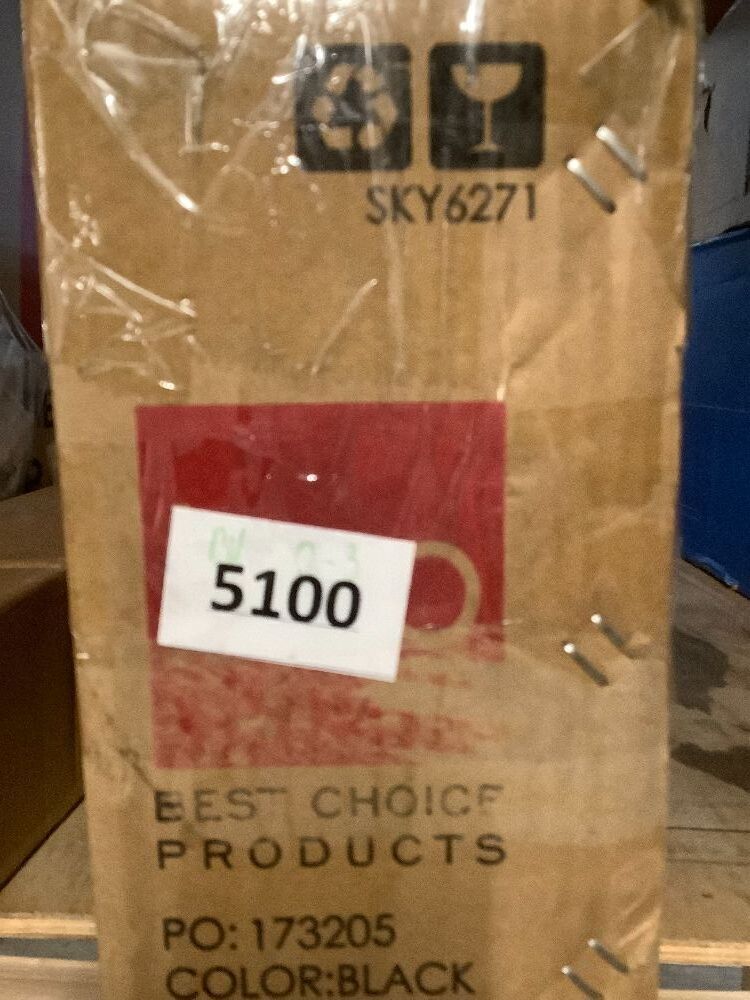 SKY6271
5100
BEST CHOICE
PRODUCTS
PO: 173205
COLOR:BLACK